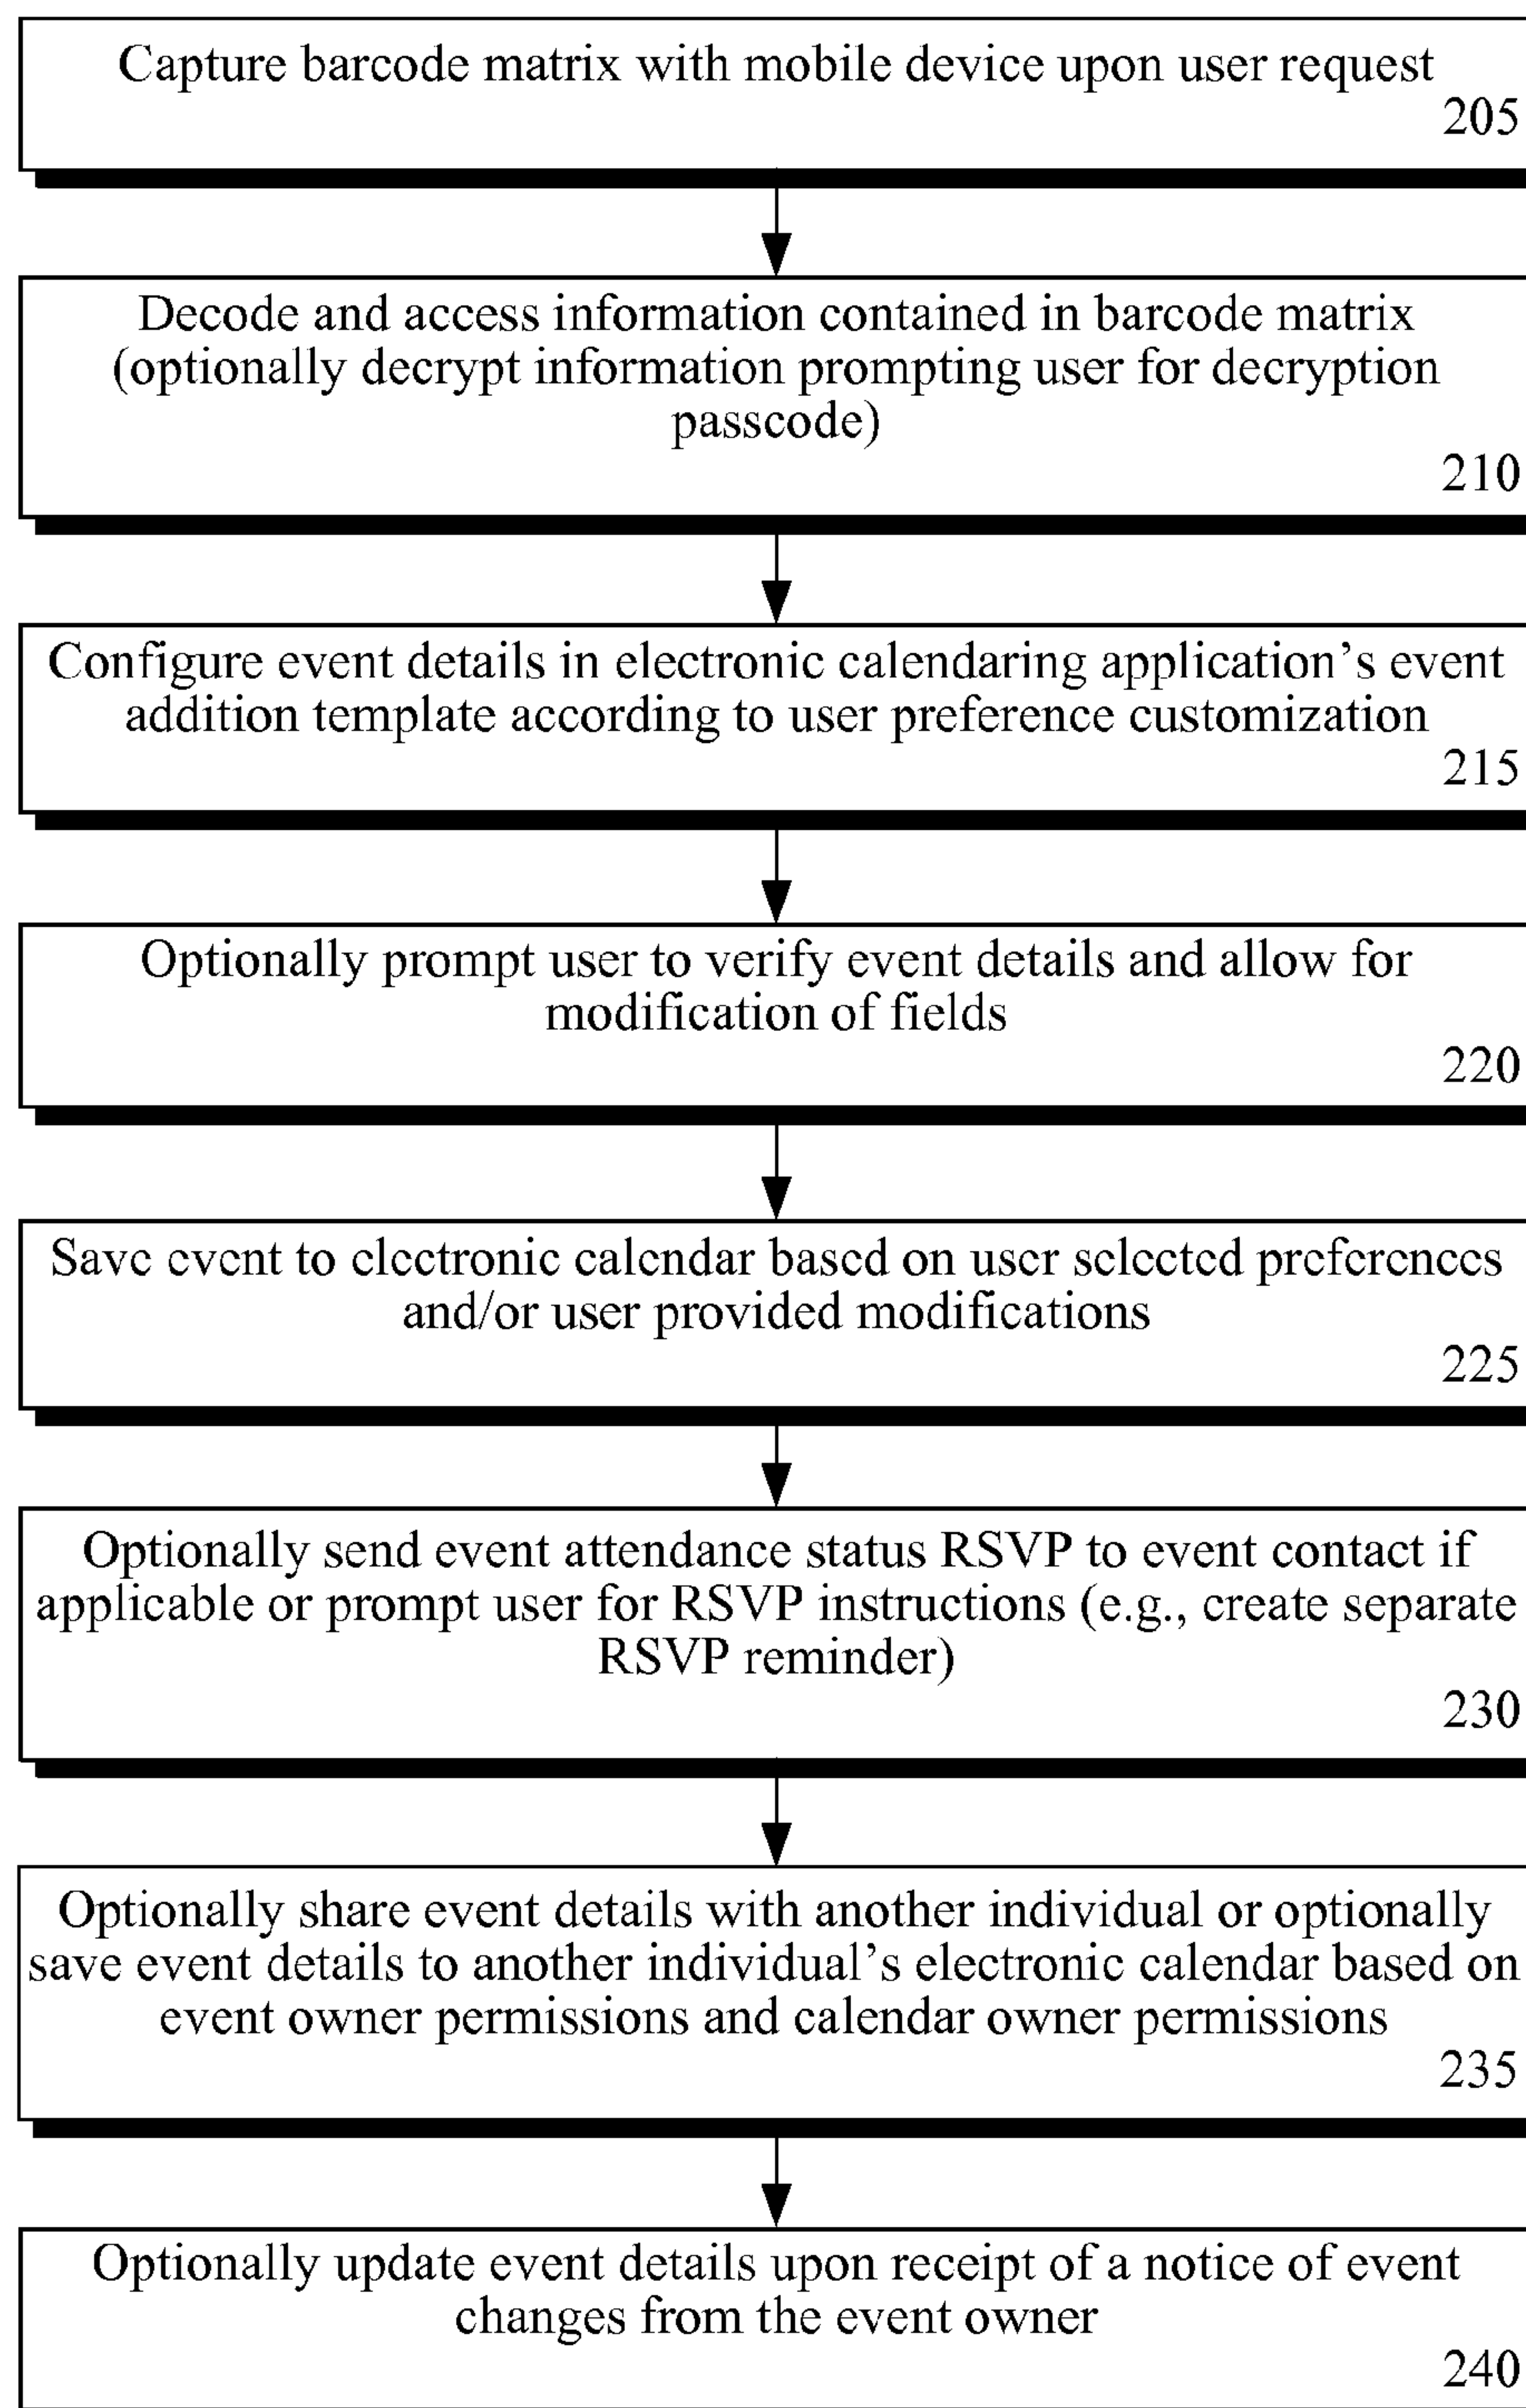 Capture barcode matrix with mobile device upon user request
205
Decode and access information contained in barcode matrix
(optionally decrypt information prompting user for decryption
passcode)
210
Configure event details in electronic calendaring application’s event
addition template according to user preference customization
215
Optionally prompt user to verify event details and allow for
modification of fields
220
Save event to electronic calendar based on user selected preferences
and/or user provided modifications
225
Optionally send event attendance status RSVP to event contact if
applicable or prompt user for RSVP instructions (e.g., create separate
RSVP reminder)
230
Optionally share event details with another individual or optionally
save event details to another individual’s electronic calendar based on
event owner permissions and calendar owner permissions
235
Optionally update event details upon receipt of a notice of event
changes from the event owner
240